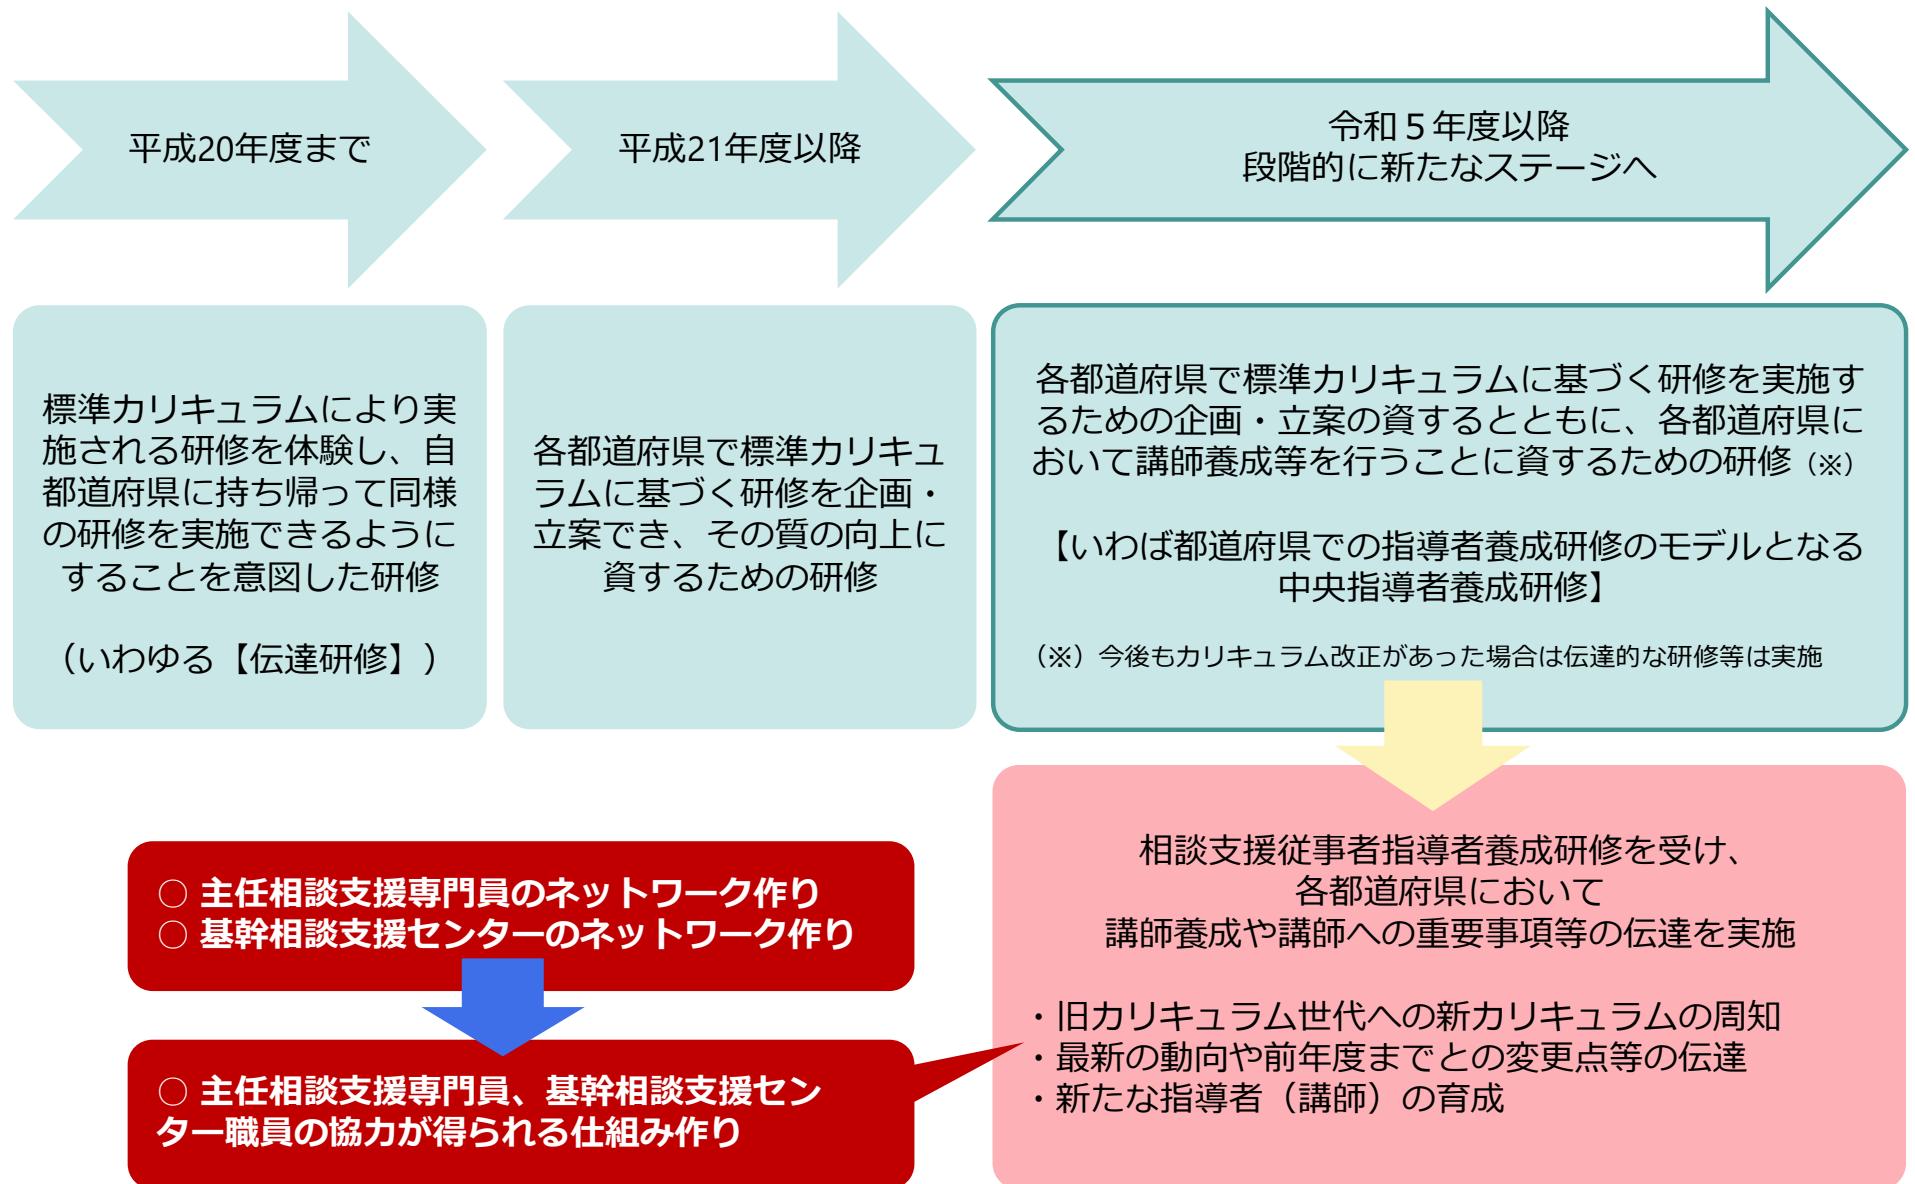 平成20年度まで
平成21年度以降
令和５年度以降
段階的に新たなステージへ
標準カリキュラムにより実
施される研修を体験し、自
都道府県に持ち帰って同様
の研修を実施できるように
することを意図した研修
（いわゆる【伝達研修】）
各都道府県で標準カリキュ
ラムに基づく研修を企画・
立案でき、その質の向上に
資するための研修
各都道府県で標準カリキュラムに基づく研修を実施す
るための企画・立案の資するとともに、各都道府県に
おいて講師養成等を行うことに資するための研修（※）
【いわば都道府県での指導者養成研修のモデルとなる
中央指導者養成研修】
（※）今後もカリキュラム改正があった場合は伝達的な研修等は実施
相談支援従事者指導者養成研修を受け、
各都道府県において
講師養成や講師への重要事項等の伝達を実施
・旧カリキュラム世代への新カリキュラムの周知
・最新の動向や前年度までとの変更点等の伝達
・新たな指導者（講師）の育成
○ 主任相談支援専門員のネットワーク作り
○ 基幹相談支援センターのネットワーク作り
○ 主任相談支援専門員、基幹相談支援セン
ター職員の協力が得られる仕組み作り